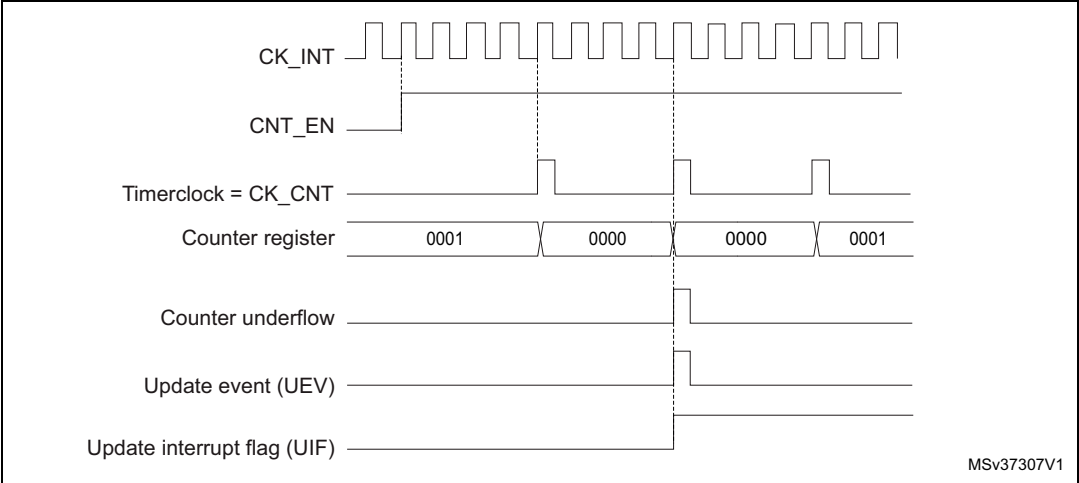 CK_INT
CNT_EN
Timerclock = CK_CNT
Counter register 0001 0000 0000 0001
Counter underflow
Update event (UEV)
Update interrupt flag (UIF)
MSv37307V1